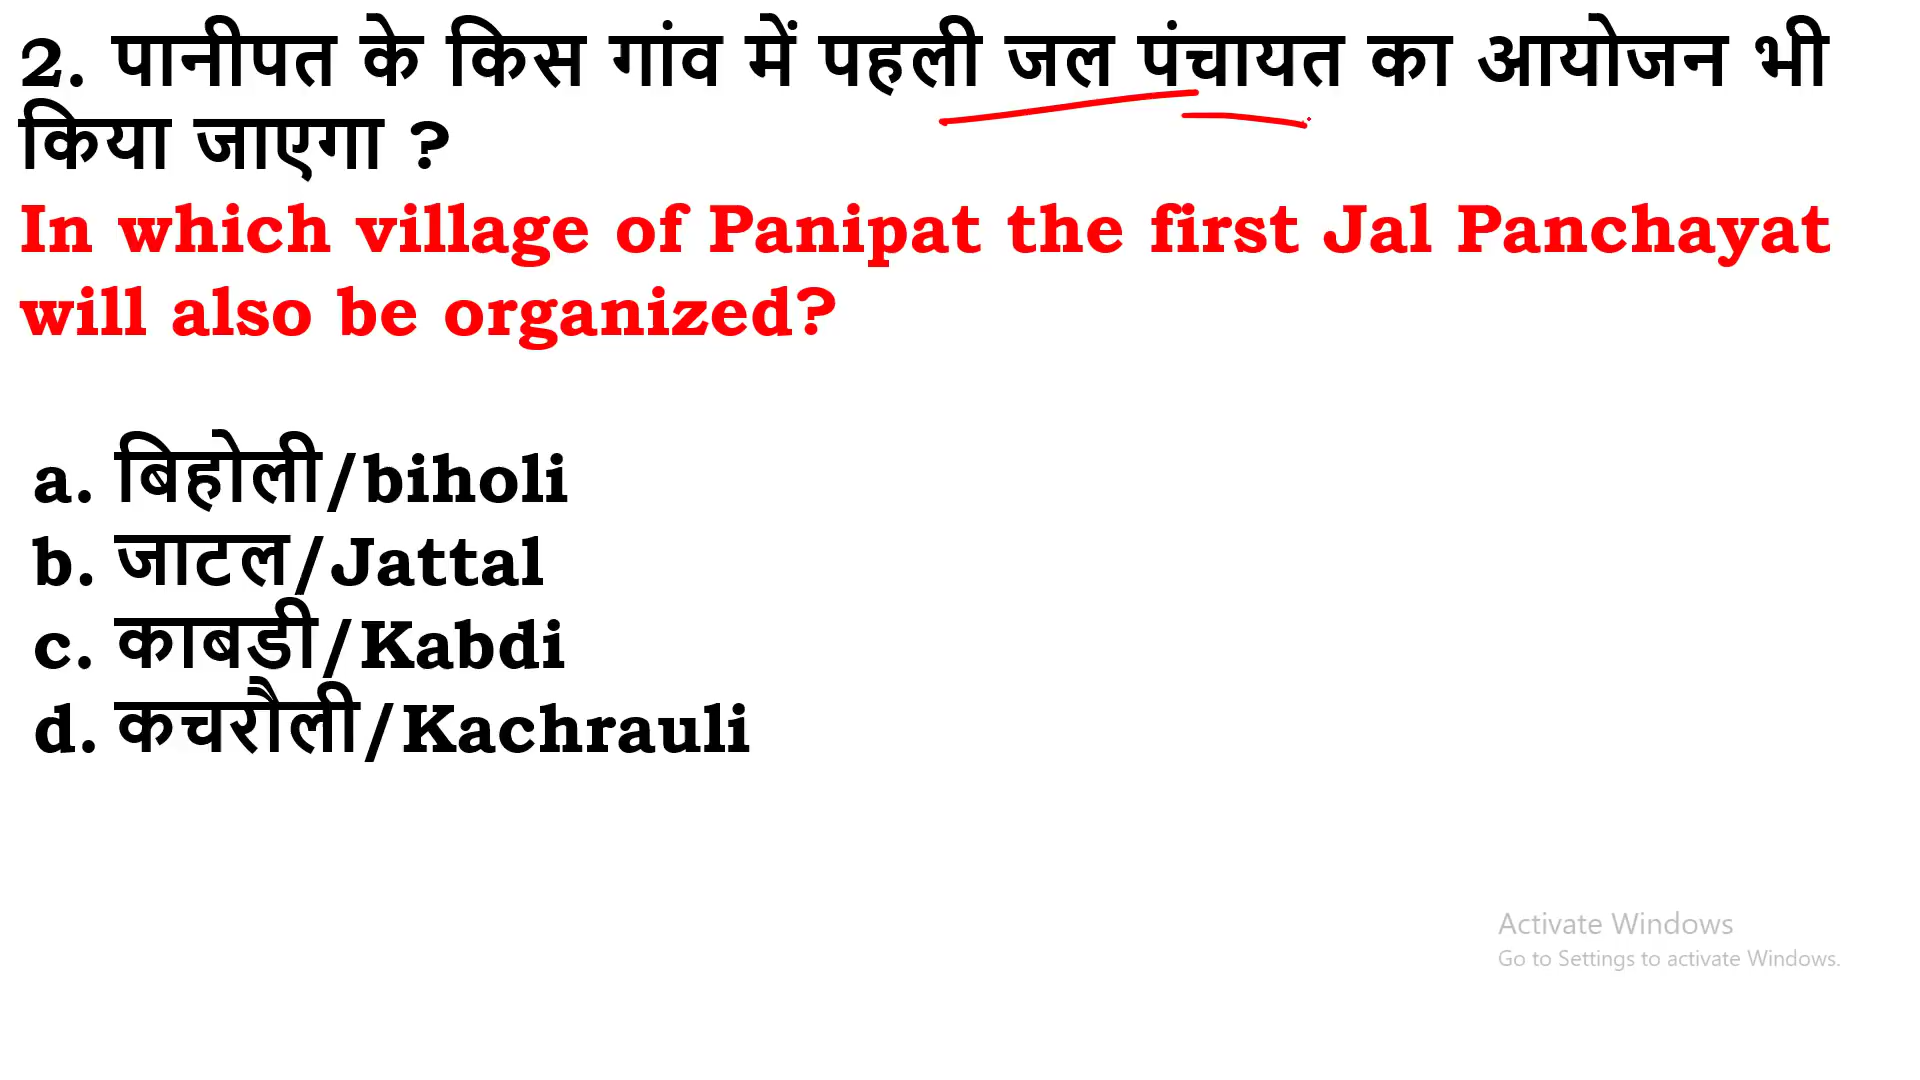 2. पानीपत के किस गांव में पहली जल पंचायत का आयोजन भी
किया जाएगा ?
In which village of Panipat the first Jal Panchayat
will also be organized?
a. बिहोली/biholi
b. जाटल/Jattal
c. काबडी/Kabdi
d. कचरौली/Kachrauli
Activate Windows
Go to Settings to activate Windows.